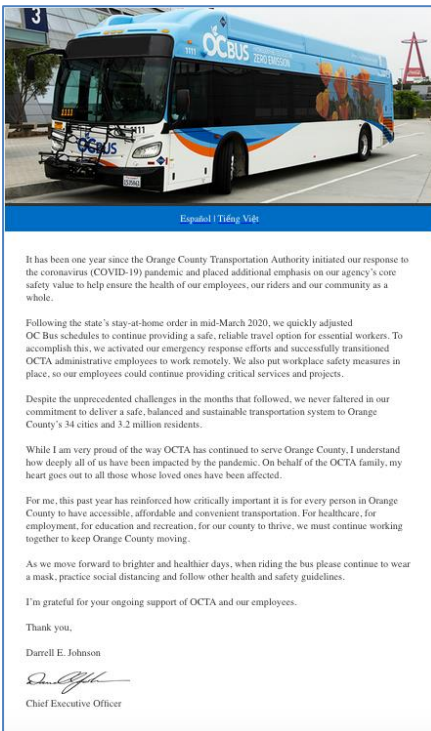 3
1111
OC BUS
ZERO EMISSION
1111
1111
OC BUS
Español | Tiếng Việt
It has been one year since the Orange County Transportation Authority initiated our response to
the coronavirus (COVID-19) pandemic and placed additional emphasis on our agency’s core
safety value to help ensure the health of our employees, our riders and our community as a
whole.
Following the state’s stay-at-home order in mid-March 2020, we quickly adjusted
OC Bus schedules to continue providing a safe, reliable travel option for essential workers. To
accomplish this, we activated our emergency response efforts and successfully transitioned
OCTA administrative employees to work remotely. We also put workplace safety measures in
place, so our employees could continue providing critical services and projects.
Despite the unprecedented challenges in the months that followed, we never faltered in our
commitment to deliver a safe, balanced and sustainable transportation system to Orange
County’s 34 cities and 3.2 million residents.
While I am very proud of the way OCTA has continued to serve Orange County, I understand
how deeply all of us have been impacted by the pandemic. On behalf of the OCTA family, my
heart goes out to all those whose loved ones have been affected.
For me, this past year has reinforced how critically important it is for every person in Orange
County to have accessible, affordable and convenient transportation. For healthcare, for
employment, for education and recreation, for our county to thrive, we must continue working
together to keep Orange County moving.
As we move forward to brighter and healthier days, when riding the bus please continue to wear
a mask, practice social distancing and follow other health and safety guidelines.
I’m grateful for your ongoing support of OCTA and our employees.
Thank you,
Darrell E. Johnson
Chief Executive Officer